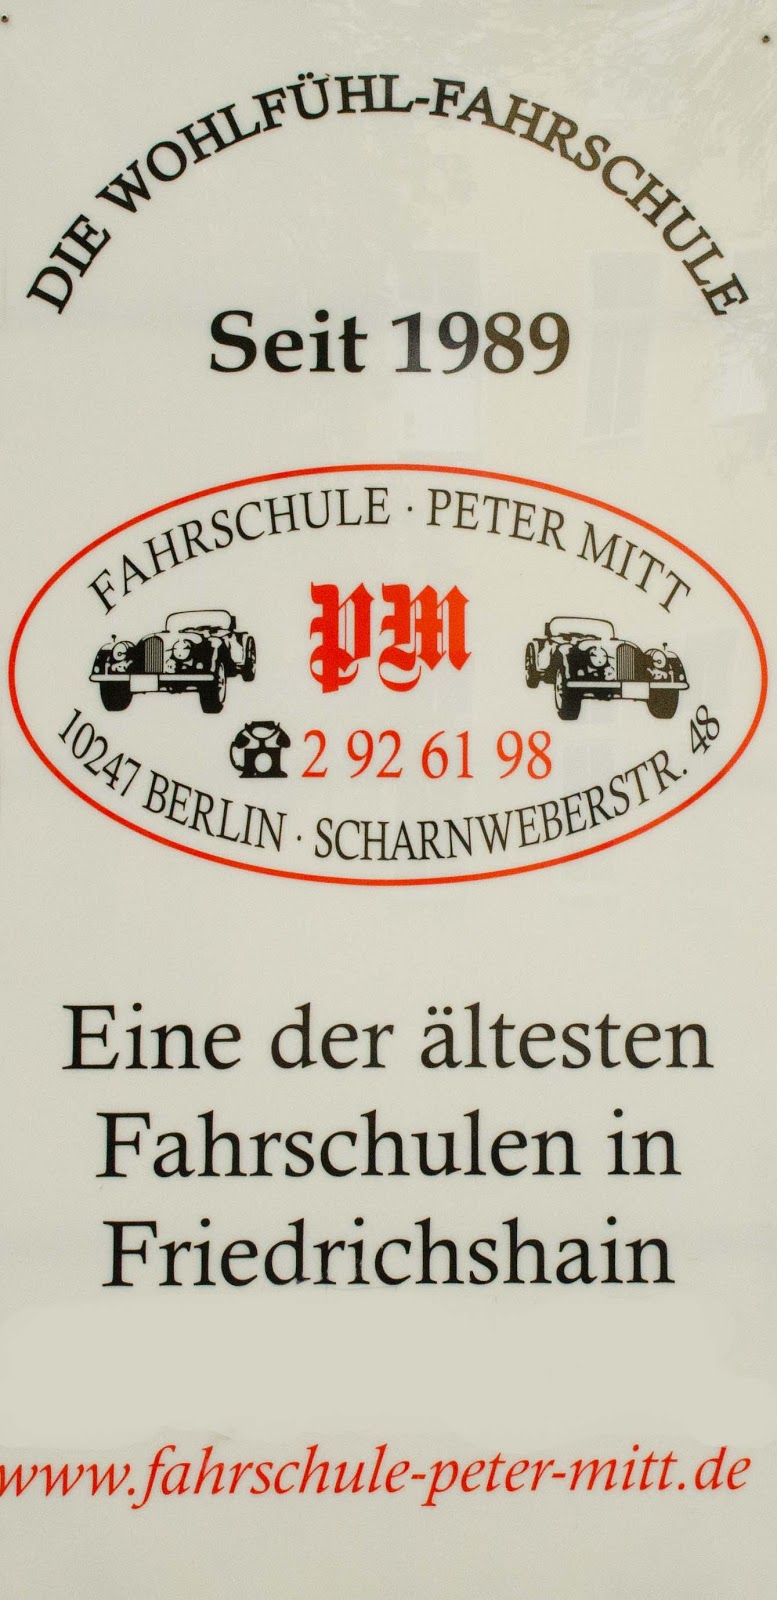 DIE WOHLFÜHL-FAHRSCHULE
Seit 1989
FAHRSCHULE · PETER MITT
PM
2 92 61 98
10247 BERLIN · SCHARNWEBERSTR. 48
Eine der ältesten
Fahrschulen in
Friedrichshain
www.fahrschule-peter-mitt.de